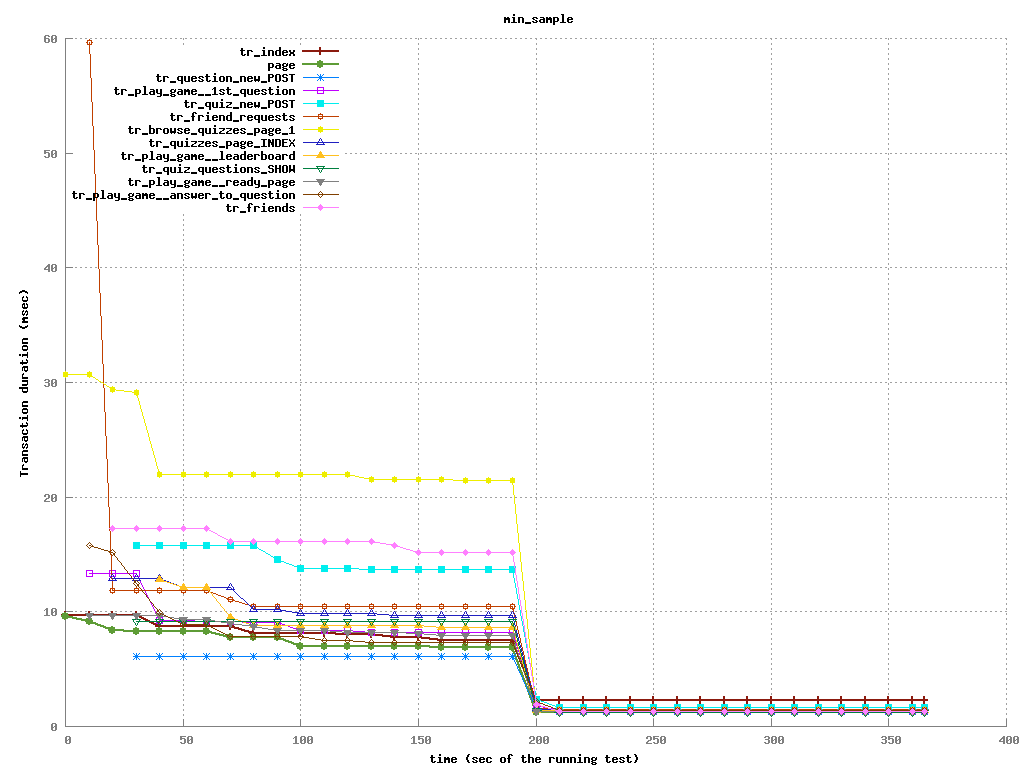 min_sample
60
50
40
30
20
10
0
Transaction duration (msec)
tr_index
page
tr_question_new_POST
tr_play_game__1st_question
tr_quiz_new_POST
tr_friend_requests
tr_browse_quizzes_page_1
tr_quizzes_page_INDEX
tr_play_game__leaderboard
tr_quiz_questions_SHOW
tr_play_game__ready_page
tr_play_game__answer_to_question
tr_friends
0 50 100 150 200 250 300 350 400
time (sec of the running test)